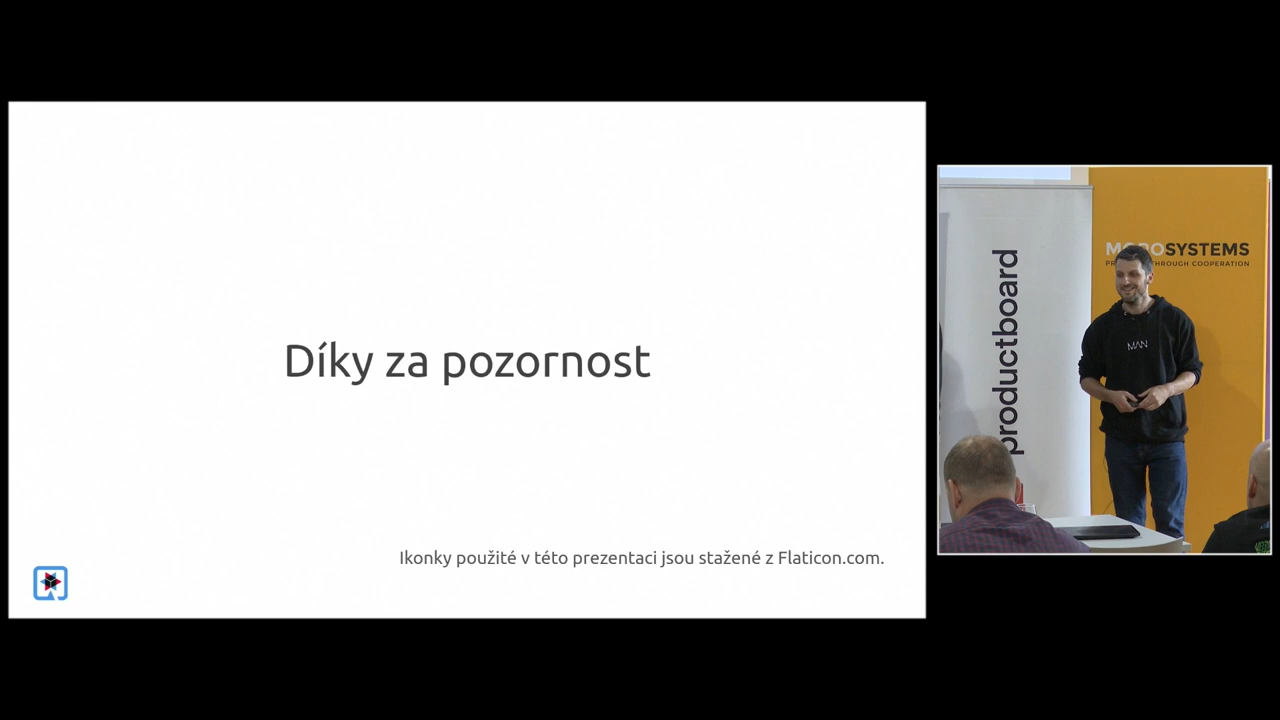 Díky za pozornost
Ikonky použité v této prezentaci jsou stažené z Flaticon.com.
productboard
SYSTEMS
THROUGH COOPERATION
MAN